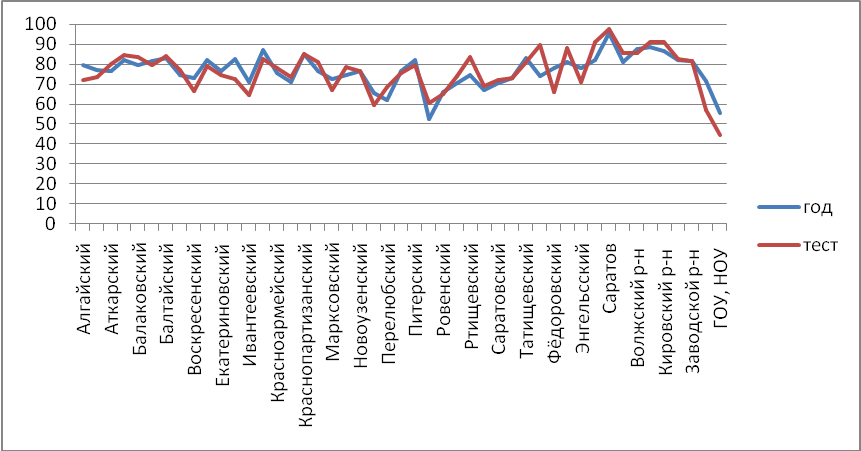 100
90
80
70
60
50
40
30
20
10
0
Алгайский
Аткарский
Балаковский
Балтайский
Воскресенский
Екатериновский
Ивантеевский
Красноармейский
Краснопартизанский
Марксовский
Новоузенский
Перелюбский
Питерский
Ровенский
Ртищевский
Саратовский
Татищевский
Фёдоровский
Энгельсский
Саратов
Волжский р-н
Кировский р-н
Заводской р-н
ГОУ, НОУ
год
тест